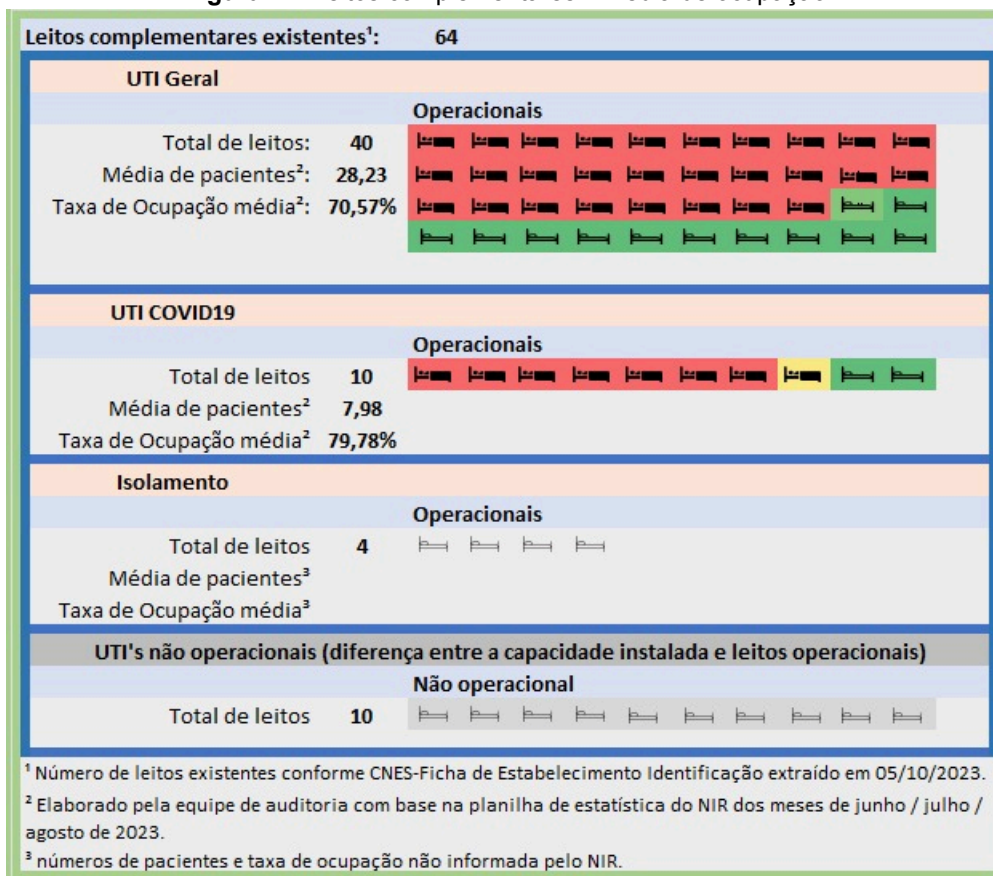 Leitos complementares existentes¹: 64
UTI Geral
Operacionais
Total de leitos: 40
Média de pacientes²: 28,23
Taxa de Ocupação média²: 70,57%
UTI COVID19
Operacionais
Total de leitos 10
Média de pacientes² 7,98
Taxa de Ocupação média² 79,78%
Isolamento
Operacionais
Total de leitos 4
Média de pacientes³
Taxa de Ocupação média³
UTI's não operacionais (diferença entre a capacidade instalada e leitos operacionais)
Não operacional
Total de leitos 10
¹ Número de leitos existentes conforme CNES-Ficha de Estabelecimento Identificação extraído em 05/10/2023.
² Elaborado pela equipe de auditoria com base na planilha de estatística do NIR dos meses de junho / julho /
agosto de 2023.
³ números de pacientes e taxa de ocupação não informada pelo NIR.